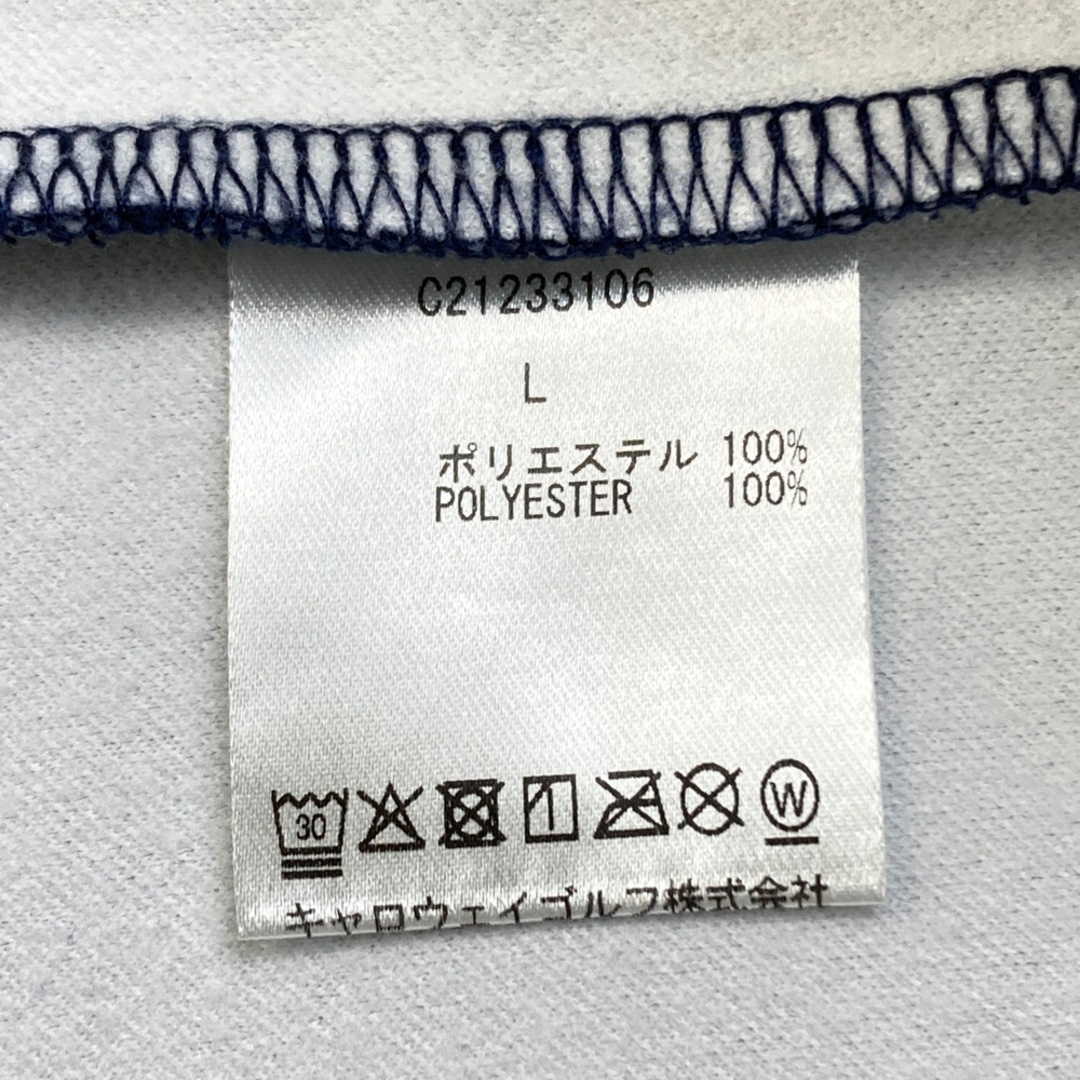 C21233106
L
ポリエステル 100%
POLYESTER 100%
30 W
キャロウェイゴルフ株式会社